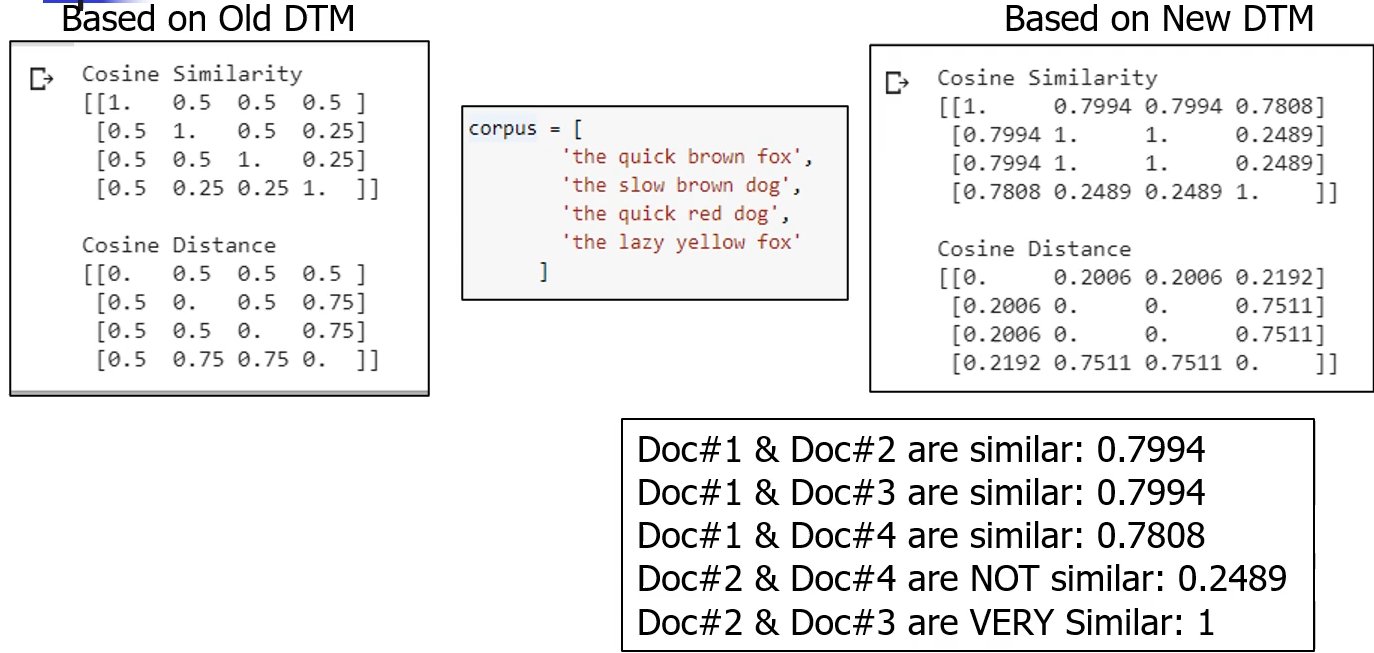 Based on Old DTM
Cosine Similarity
[[1.   0.5  0.5  0.5 ]
 [0.5  1.   0.5  0.25]
 [0.5  0.5  1.   0.25]
 [0.5  0.25 0.25 1.  ]]
Cosine Distance
[[0.   0.5  0.5  0.5 ]
 [0.5  0.   0.5  0.75]
 [0.5  0.5  0.   0.75]
 [0.5  0.75 0.75 0.  ]]
corpus = [
'the quick brown fox',
'the slow brown dog',
'the quick red dog',
'the lazy yellow fox'
]
Based on New DTM
Cosine Similarity
[[1.     0.7994 0.7994 0.7808]
 [0.7994 1.     1.     0.2489]
 [0.7994 1.     1.     0.2489]
 [0.7808 0.2489 0.2489 1.    ]]
Cosine Distance
[[0.     0.2006 0.2006 0.2192]
 [0.2006 0.     0.     0.7511]
 [0.2006 0.     0.     0.7511]
 [0.2192 0.7511 0.7511 0.    ]]
Doc#1 & Doc#2 are similar: 0.7994
Doc#1 & Doc#3 are similar: 0.7994
Doc#1 & Doc#4 are similar: 0.7808
Doc#2 & Doc#4 are NOT similar: 0.2489
Doc#2 & Doc#3 are VERY Similar: 1